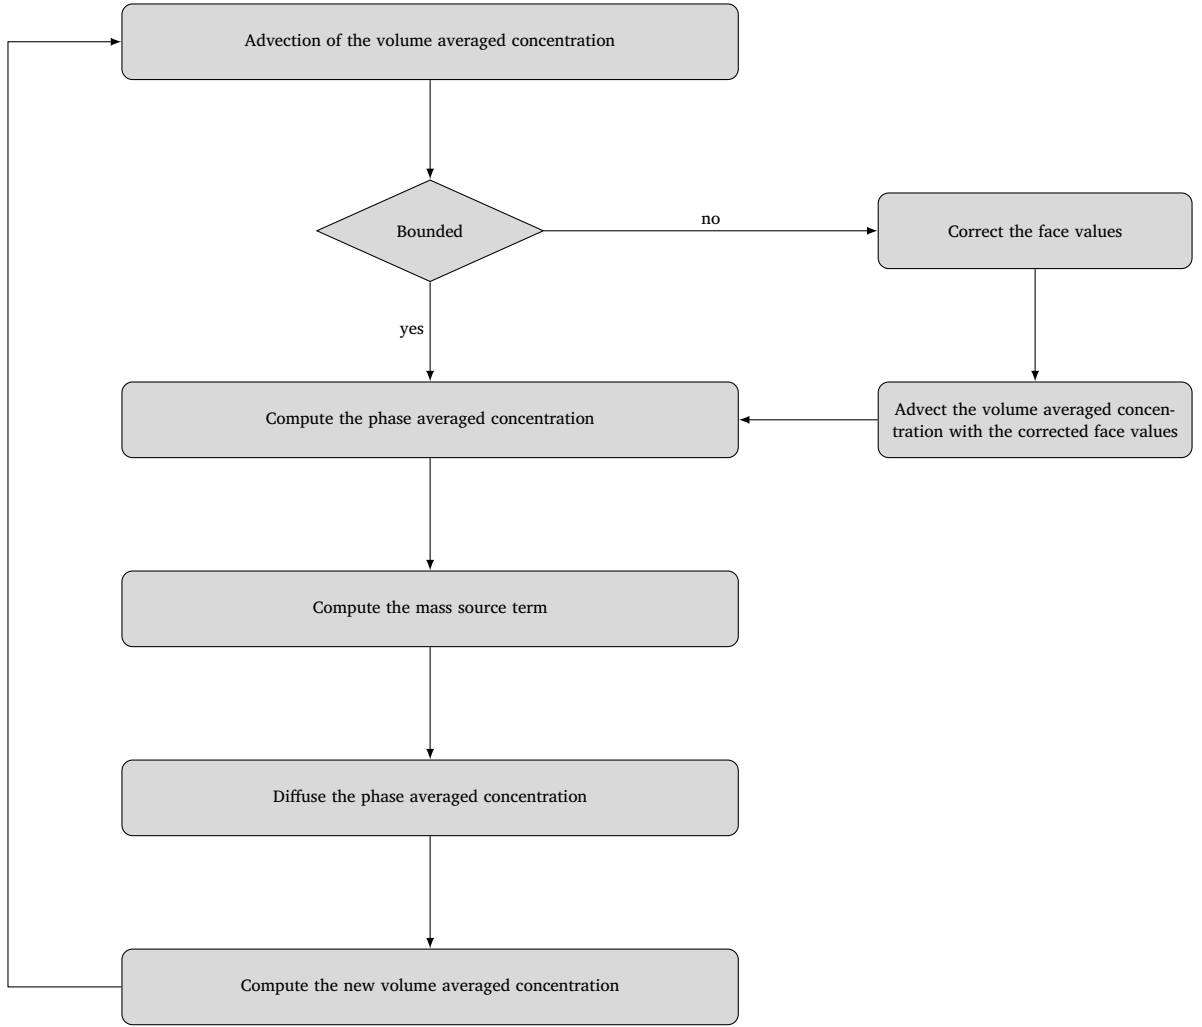 Advection of the volume averaged concentration
Bounded
no
Correct the face values
yes
Compute the phase averaged concentration
Advect the volume averaged concen-
tration with the corrected face values
Compute the mass source term
Diffuse the phase averaged concentration
Compute the new volume averaged concentration